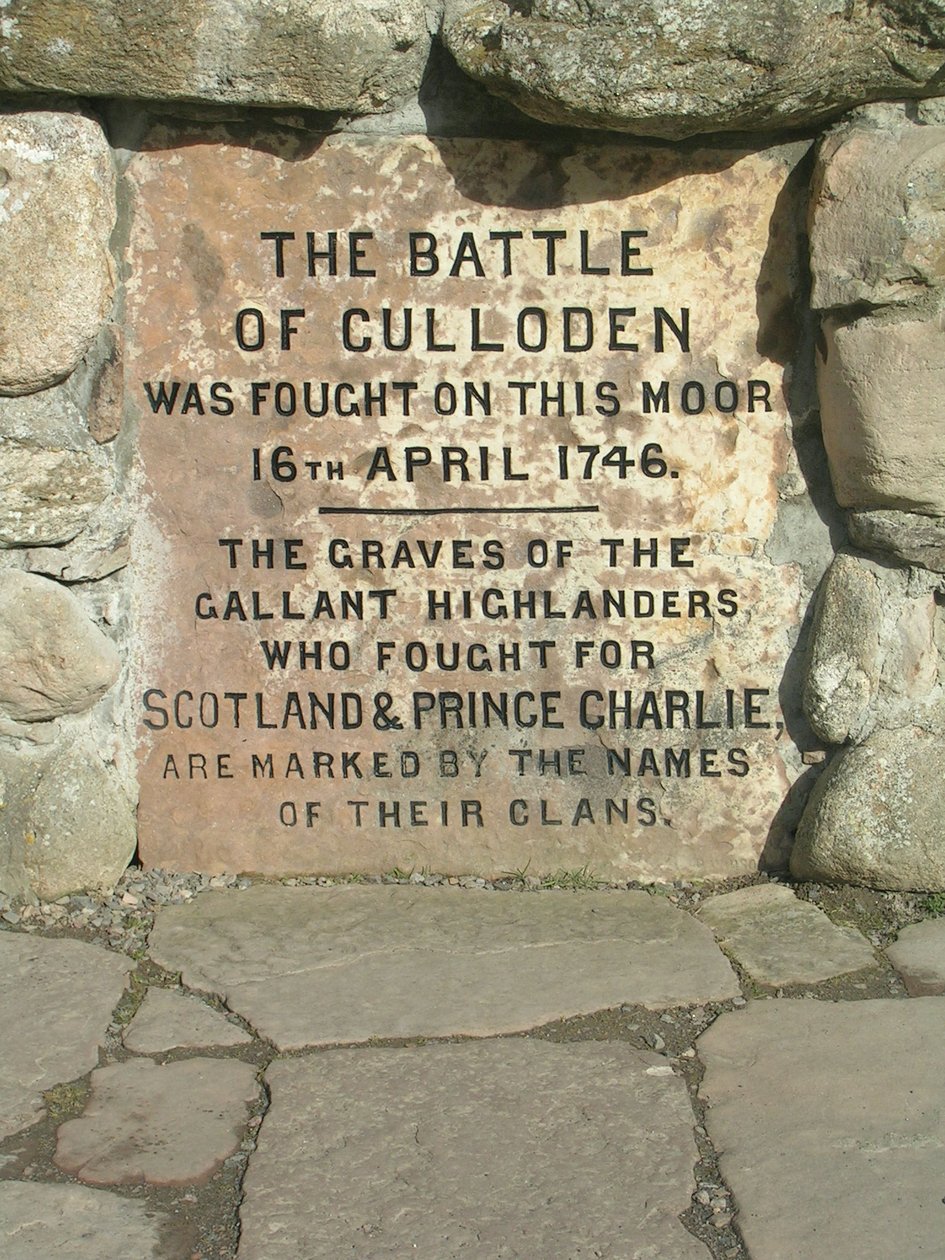 THE BATTLE
OF CULLODEN
WAS FOUGHT ON THIS MOOR
16TH APRIL 1746.
THE GRAVES OF THE
GALLANT HIGHLANDERS
WHO FOUGHT FOR
SCOTLAND & PRINCE CHARLIE,
ARE MARKED BY THE NAMES
OF THEIR CLANS.